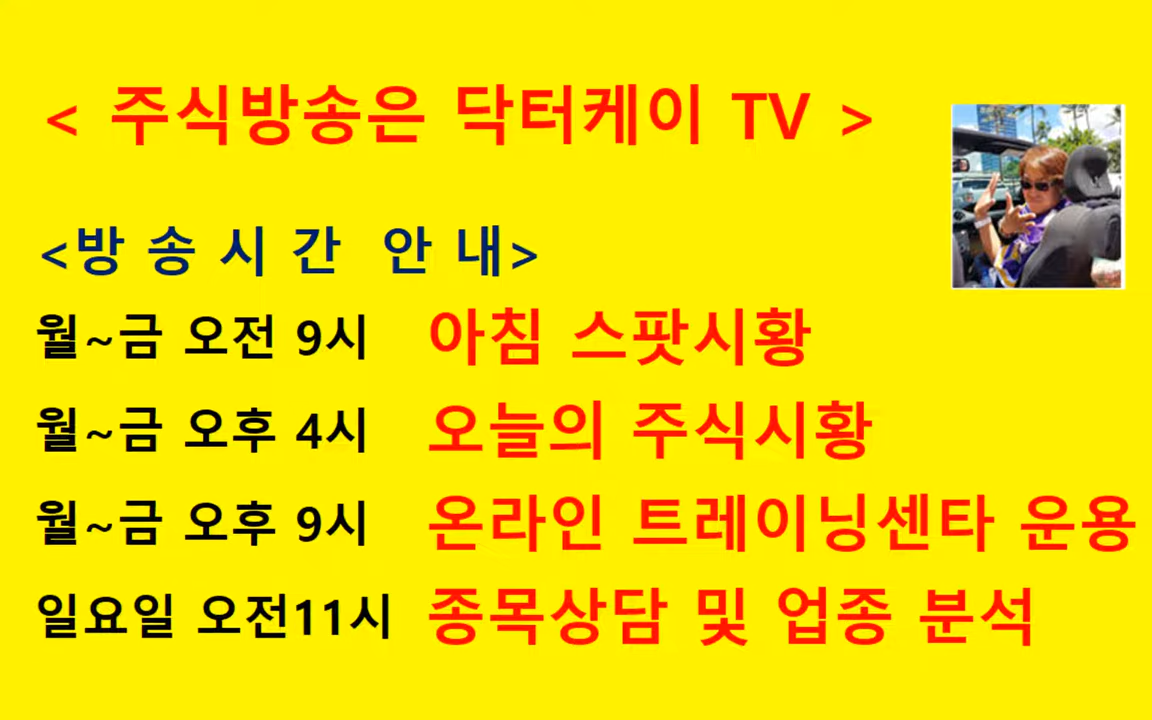 < 주식방송은 닥터케이 TV >
<방 송 시 간 안 내>
월~금 오전 9시 아침 스팟시황
월~금 오후 4시 오늘의 주식시황
월~금 오후 9시 온라인 트레이닝센타 운용
일요일 오전11시 종목상담 및 업종 분석